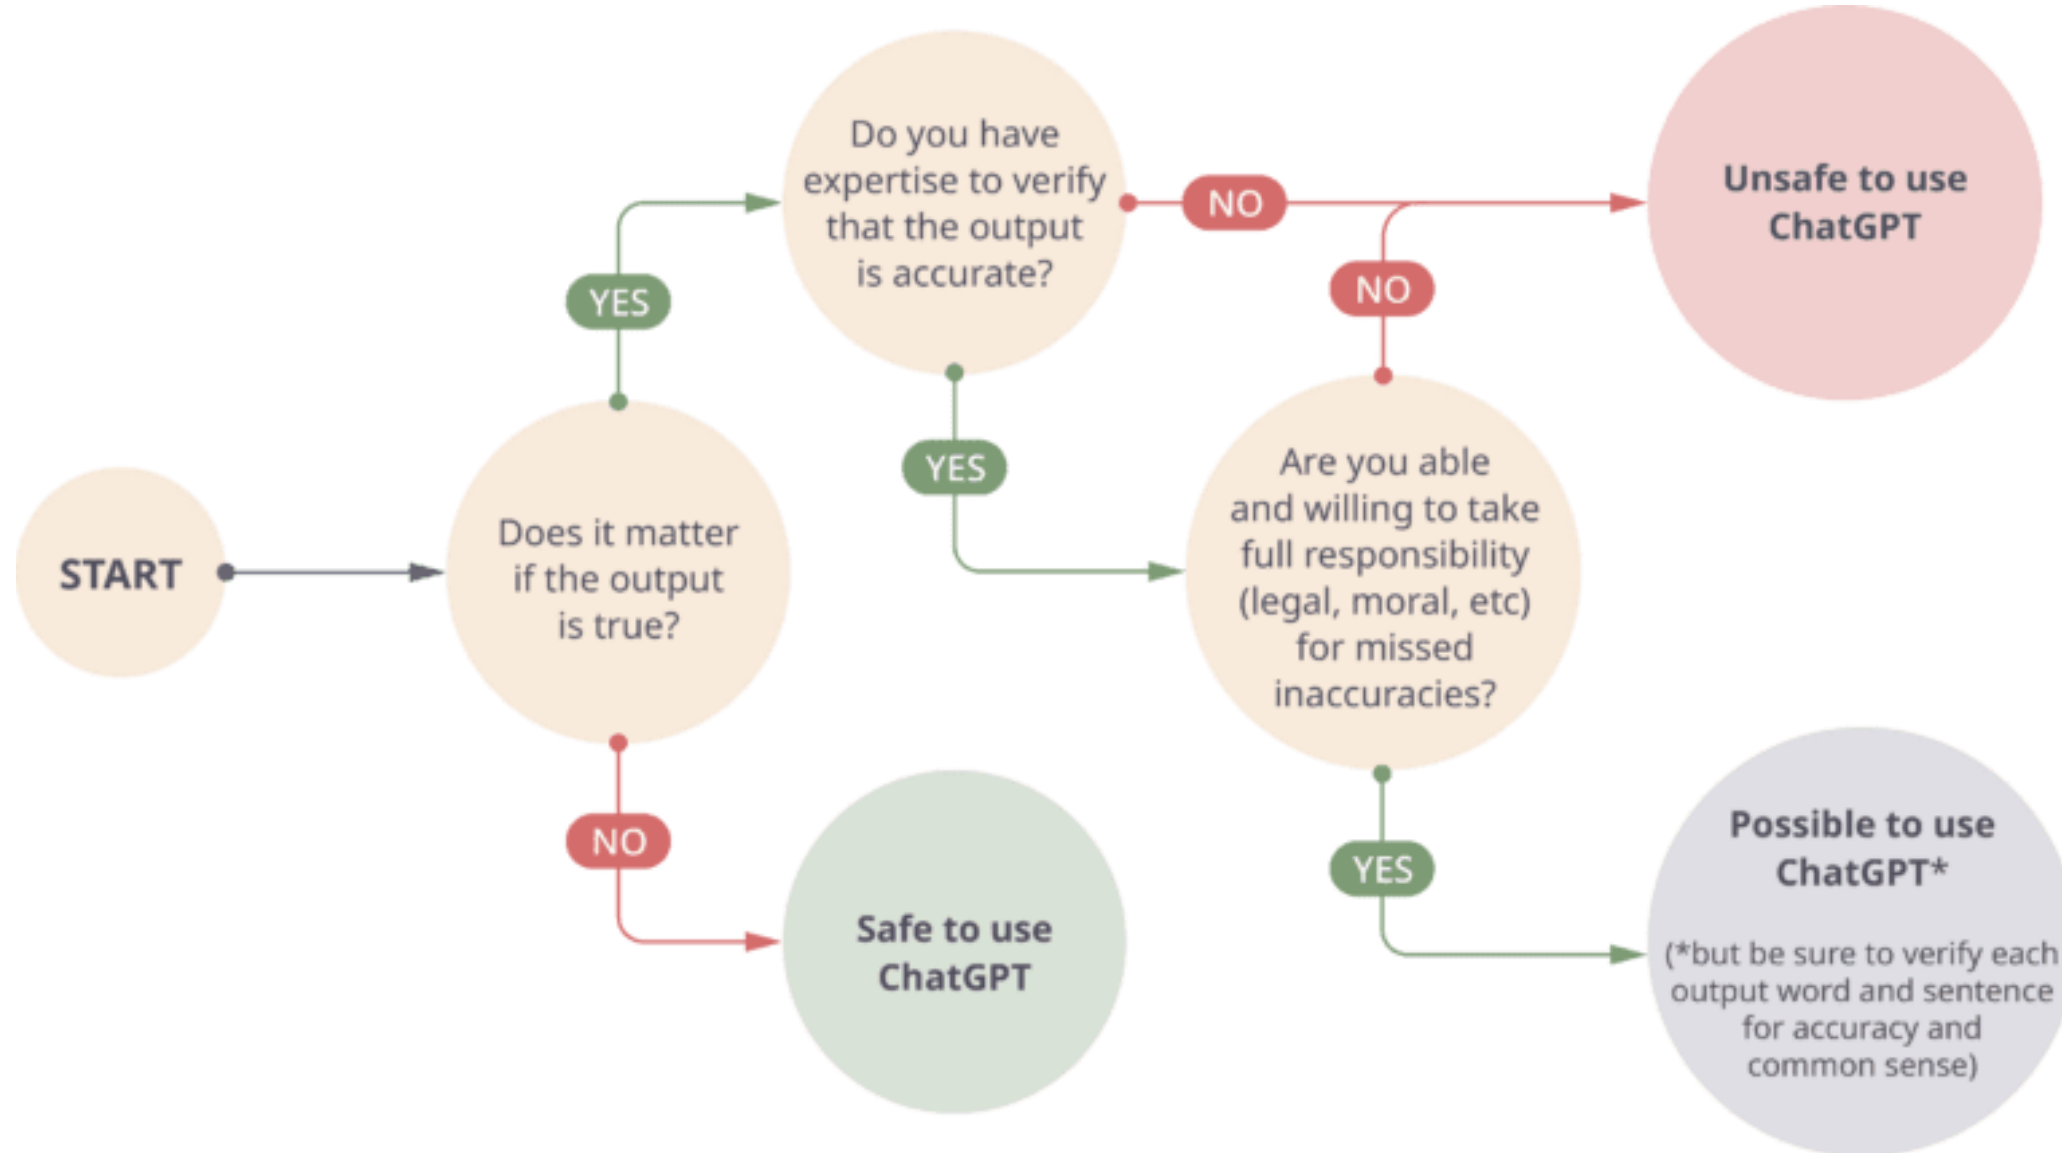 START
Does it matter
if the output
is true?
YES
NO
Do you have
expertise to verify
that the output
is accurate?
NO
YES
Safe to use
ChatGPT
Are you able
and willing to take
full responsibility
(legal, moral, etc)
for missed
inaccuracies?
NO
YES
Unsafe to use
ChatGPT
Possible to use
ChatGPT*
(*but be sure to verify each
output word and sentence
for accuracy and
common sense)